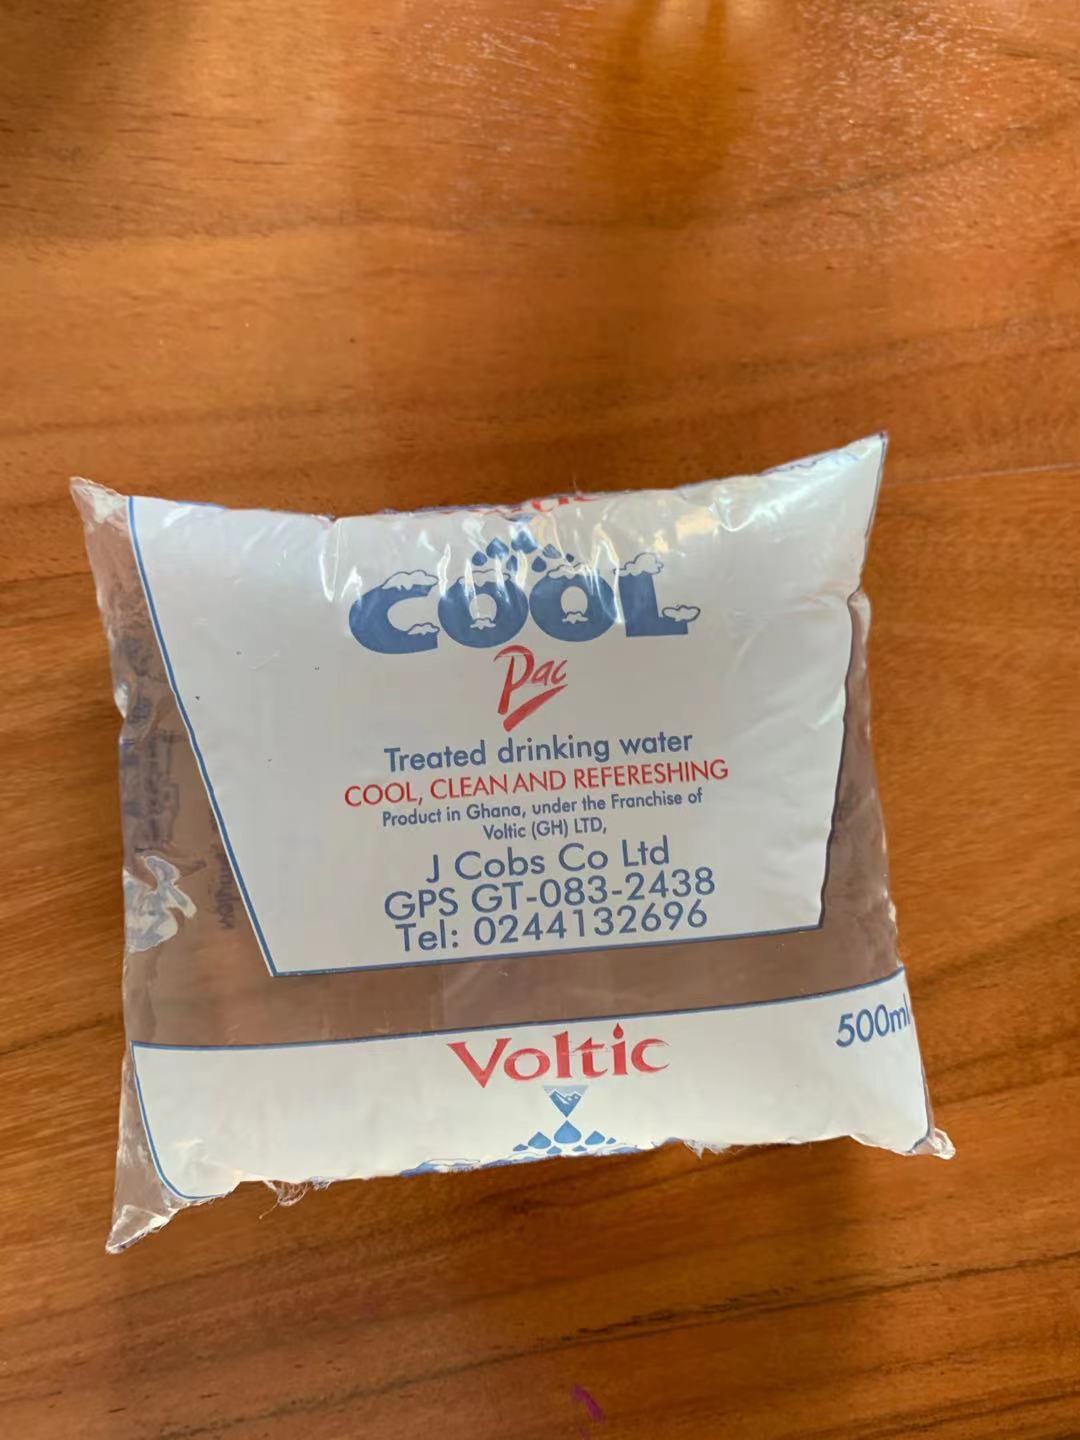 COOL
Pac
Treated drinking water
COOL, CLEAN AND REFERESHING
Product in Ghana, under the Franchise of
Voltic (GH) LTD,
J Cobs Co Ltd
GPS GT-083-2438
Tel: 0244132696
500ml
Voltic